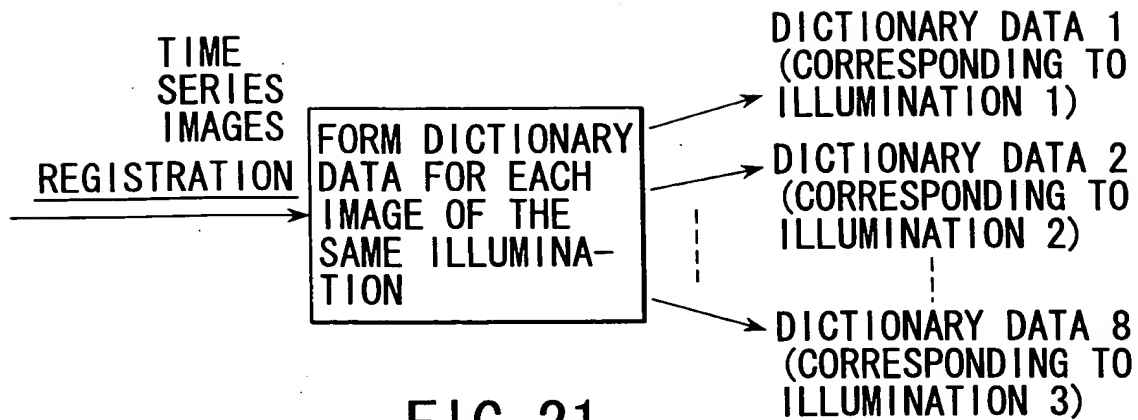 TIME
SERIES
IMAGES
REGISTRATION
FORM DICTIONARY
DATA FOR EACH
IMAGE OF THE
SAME ILLUMINA-
TION
DICTIONARY DATA 1
(CORRESPONDING TO
ILLUMINATION 1)
DICTIONARY DATA 2
(CORRESPONDING TO
ILLUMINATION 2)
DICTIONARY DATA 8
(CORRESPONDING TO
ILLUMINATION 3)
FIG. 21